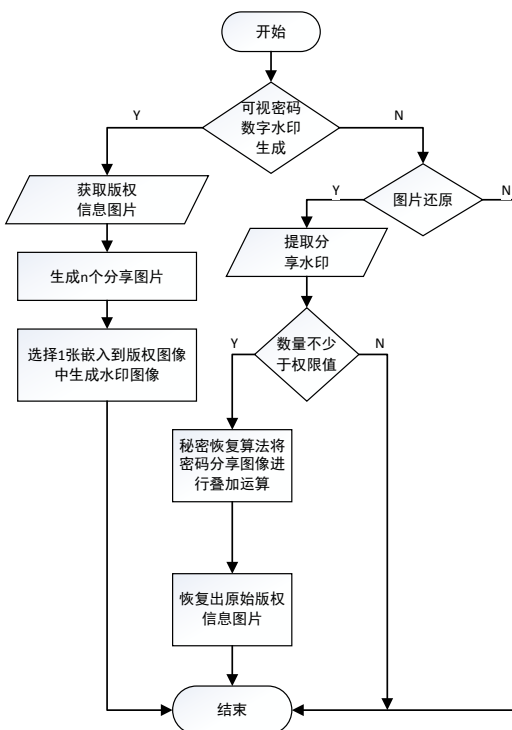 开始
可视密码
数字水印
生成
Y
N
获取版权
信息图片
图片还原
Y
N
提取分
享水印
生成n个分享图片
选择1张嵌入到版权图像
中生成水印图像
数量不少
于权限值
Y
N
秘密恢复算法将
密码分享图像进
行叠加运算
恢复出原始版权
信息图片
结束